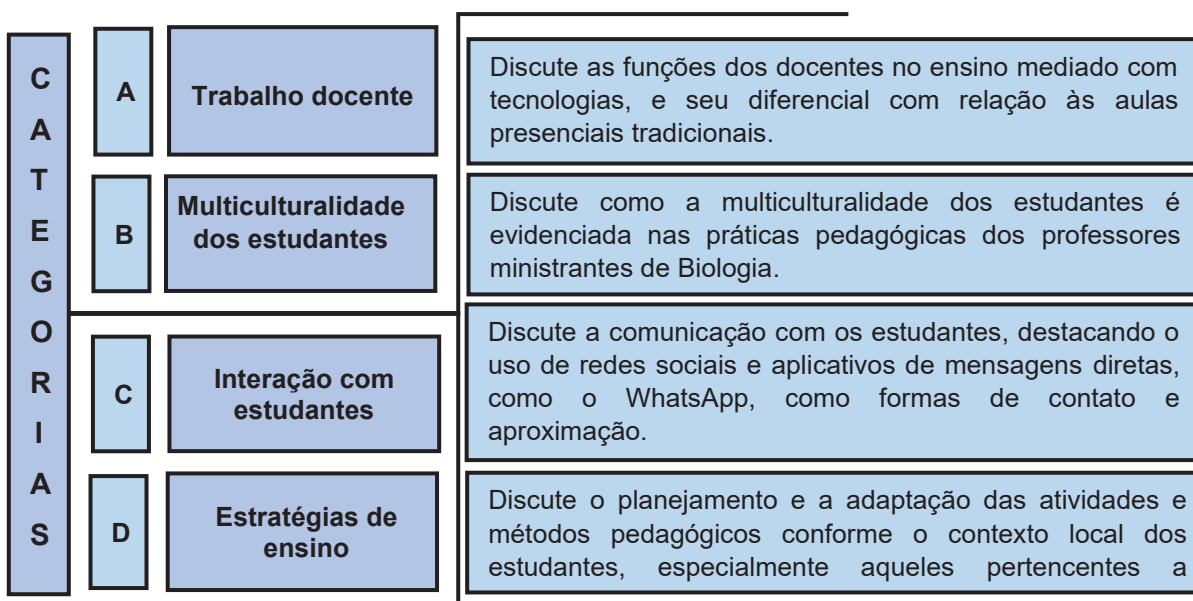 CATEGORIAS
A
Trabalho docente
Discute as funções dos docentes no ensino mediado com
tecnologias, e seu diferencial com relação às aulas
presenciais tradicionais.
B
Multiculturalidade
dos estudantes
Discute como a multiculturalidade dos estudantes é
evidenciada nas práticas pedagógicas dos professores
ministrantes de Biologia.
C
Interação com
estudantes
Discute a comunicação com os estudantes, destacando o
uso de redes sociais e aplicativos de mensagens diretas,
como o WhatsApp, como formas de contato e
aproximação.
D
Estratégias de
ensino
Discute o planejamento e a adaptação das atividades e
métodos pedagógicos conforme o contexto local dos
estudantes, especialmente aqueles pertencentes a